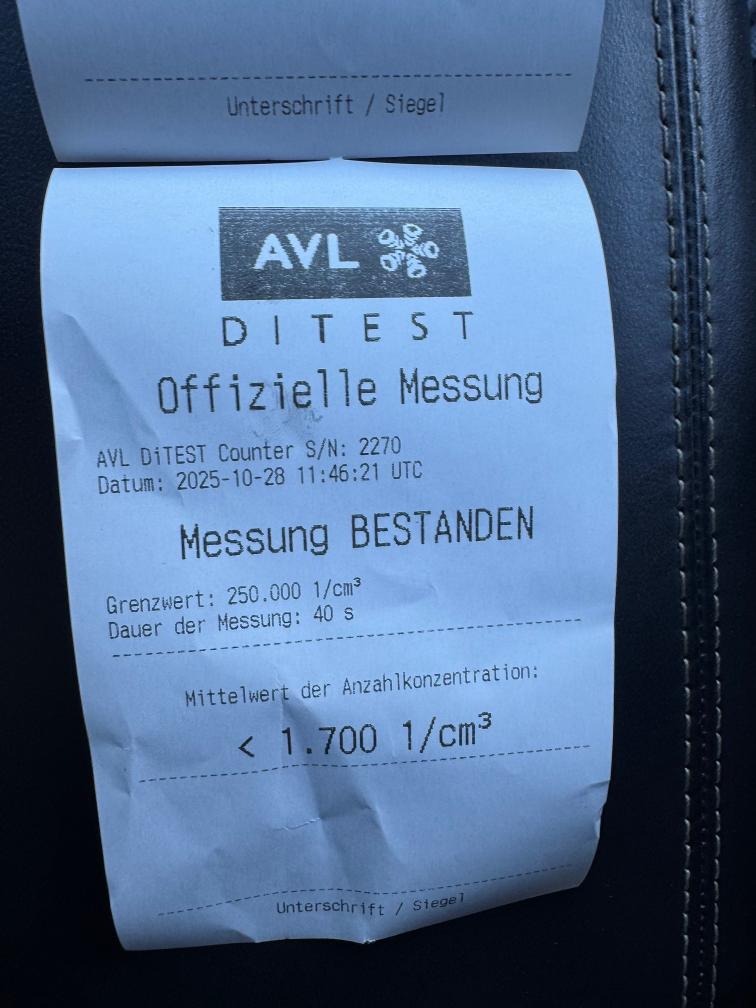 Unterschrift / Siegel
AVL
DITEST
Offizielle Messung
AVL DiTEST Counter S/N: 2270
Datum: 2025-10-28 11:46:21 UTC
Messung BESTANDEN
Grenzwert: 250.000 1/cm³
Dauer der Messung: 40 s
Mittelwert der Anzahlkonzentration:
< 1.700 1/cm³
Unterschrift / Siegel